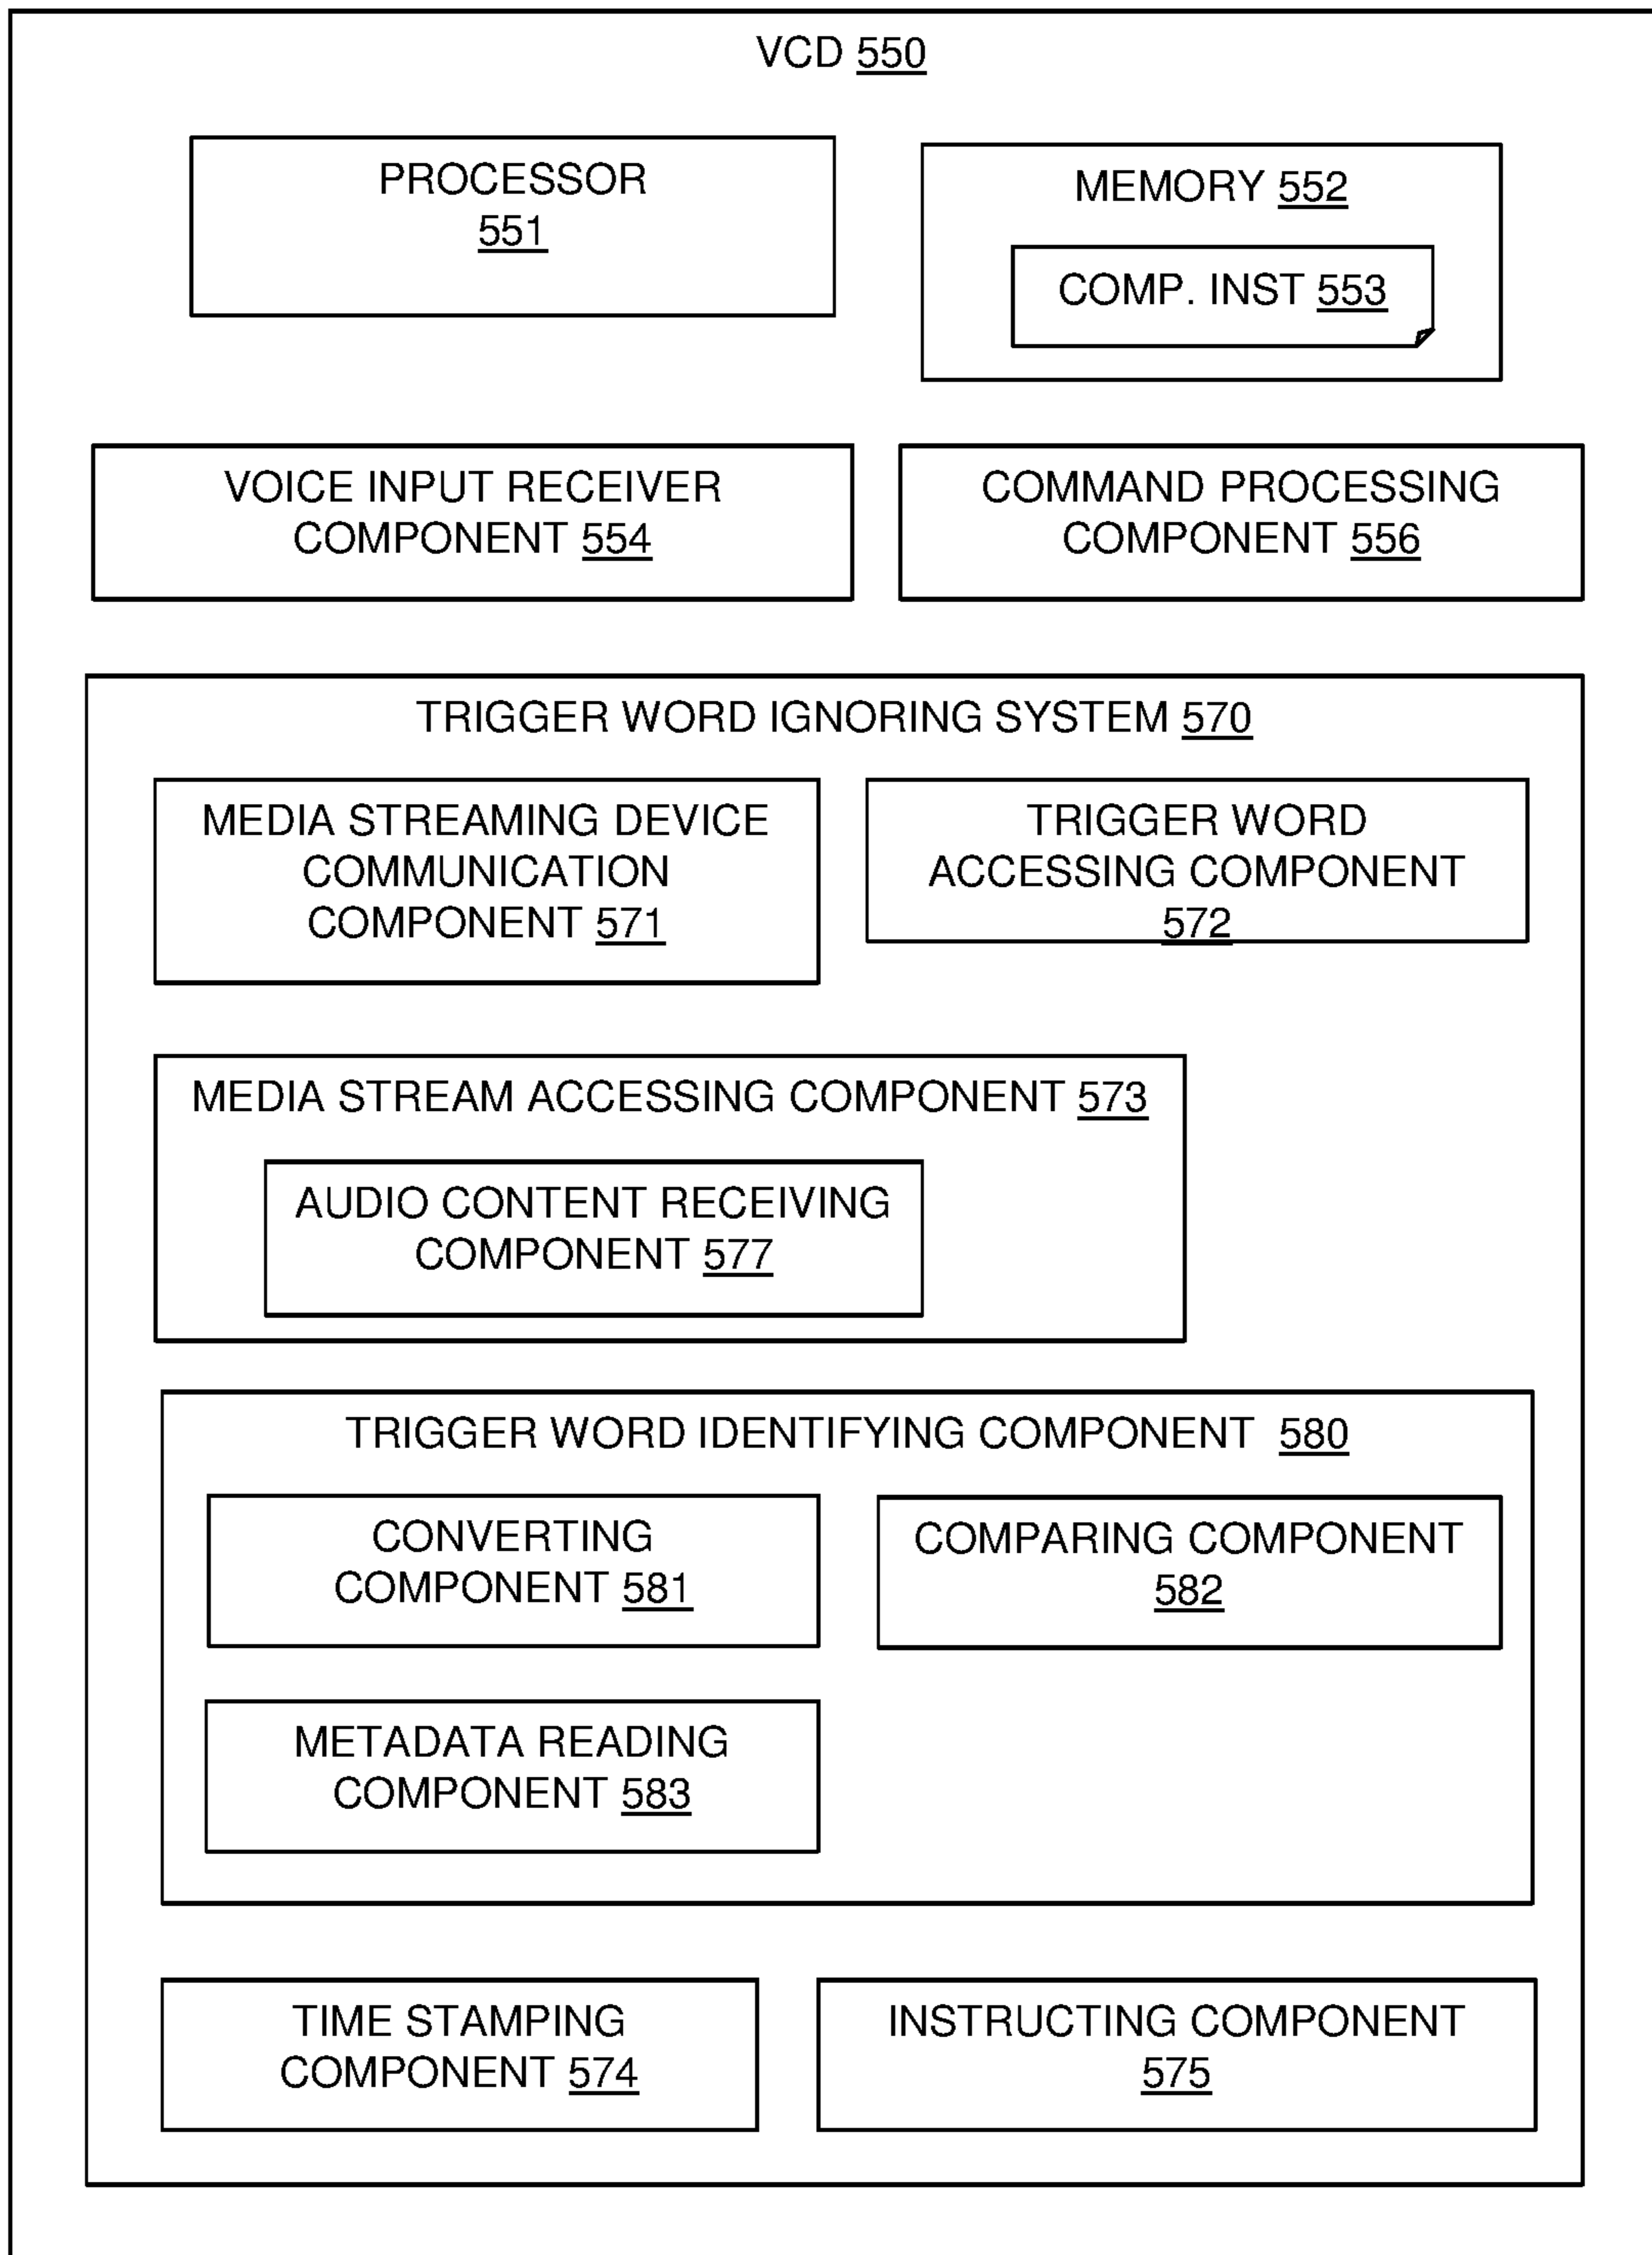 VCD 550
PROCESSOR
551
MEMORY 552
COMP. INST 553
VOICE INPUT RECEIVER
COMPONENT 554
COMMAND PROCESSING
COMPONENT 556
TRIGGER WORD IGNORING SYSTEM 570
MEDIA STREAMING DEVICE
COMMUNICATION
COMPONENT 571
TRIGGER WORD
ACCESSING COMPONENT
572
MEDIA STREAM ACCESSING COMPONENT 573
AUDIO CONTENT RECEIVING
COMPONENT 577
TRIGGER WORD IDENTIFYING COMPONENT 580
CONVERTING
COMPONENT 581
COMPARING COMPONENT
582
METADATA READING
COMPONENT 583
TIME STAMPING
COMPONENT 574
INSTRUCTING COMPONENT
575